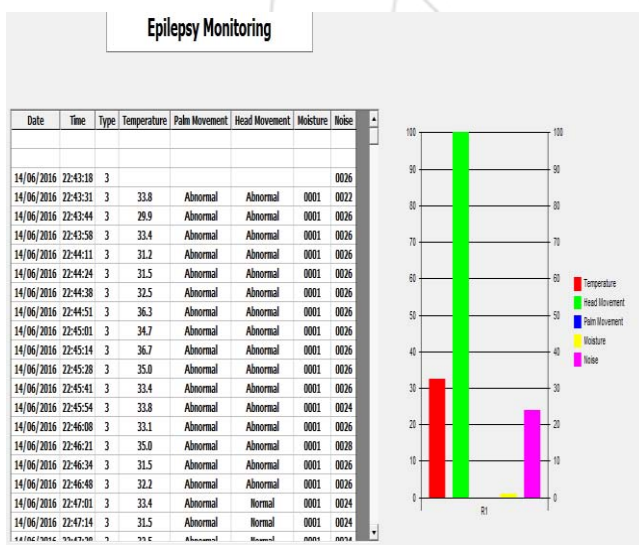 Epilepsy Monitoring
Date Time Type Temperature Palm Movement Head Movement Moisture Noise
14/06/2016 22:43:18 3 0026
14/06/2016 22:43:31 3 33.8 Abnormal Abnormal 0001 0022
14/06/2016 22:43:44 3 29.9 Abnormal Abnormal 0001 0026
14/06/2016 22:43:58 3 33.4 Abnormal Abnormal 0001 0026
14/06/2016 22:44:11 3 31.2 Abnormal Abnormal 0001 0026
14/06/2016 22:44:24 3 31.5 Abnormal Abnormal 0001 0026
14/06/2016 22:44:38 3 32.5 Abnormal Abnormal 0001 0026
14/06/2016 22:44:51 3 36.3 Abnormal Abnormal 0001 0026
14/06/2016 22:45:01 3 34.7 Abnormal Abnormal 0001 0026
14/06/2016 22:45:14 3 36.7 Abnormal Abnormal 0001 0026
14/06/2016 22:45:28 3 35.0 Abnormal Abnormal 0001 0026
14/06/2016 22:45:41 3 33.4 Abnormal Abnormal 0001 0026
14/06/2016 22:45:54 3 33.8 Abnormal Abnormal 0001 0024
14/06/2016 22:46:08 3 33.1 Abnormal Abnormal 0001 0026
14/06/2016 22:46:21 3 35.0 Abnormal Abnormal 0001 0028
14/06/2016 22:46:34 3 31.5 Abnormal Abnormal 0001 0026
14/06/2016 22:46:48 3 32.2 Abnormal Abnormal 0001 0026
14/06/2016 22:47:01 3 33.4 Abnormal Normal 0001 0024
14/06/2016 22:47:14 3 31.5 Abnormal Normal 0001 0024
100 100
90 90
80 80
70 70
60 60
50 50
40 40
30 30
20 20
10 10
0 0
R1
Temperature
Head Movement
Palm Movement
Moisture
Noise